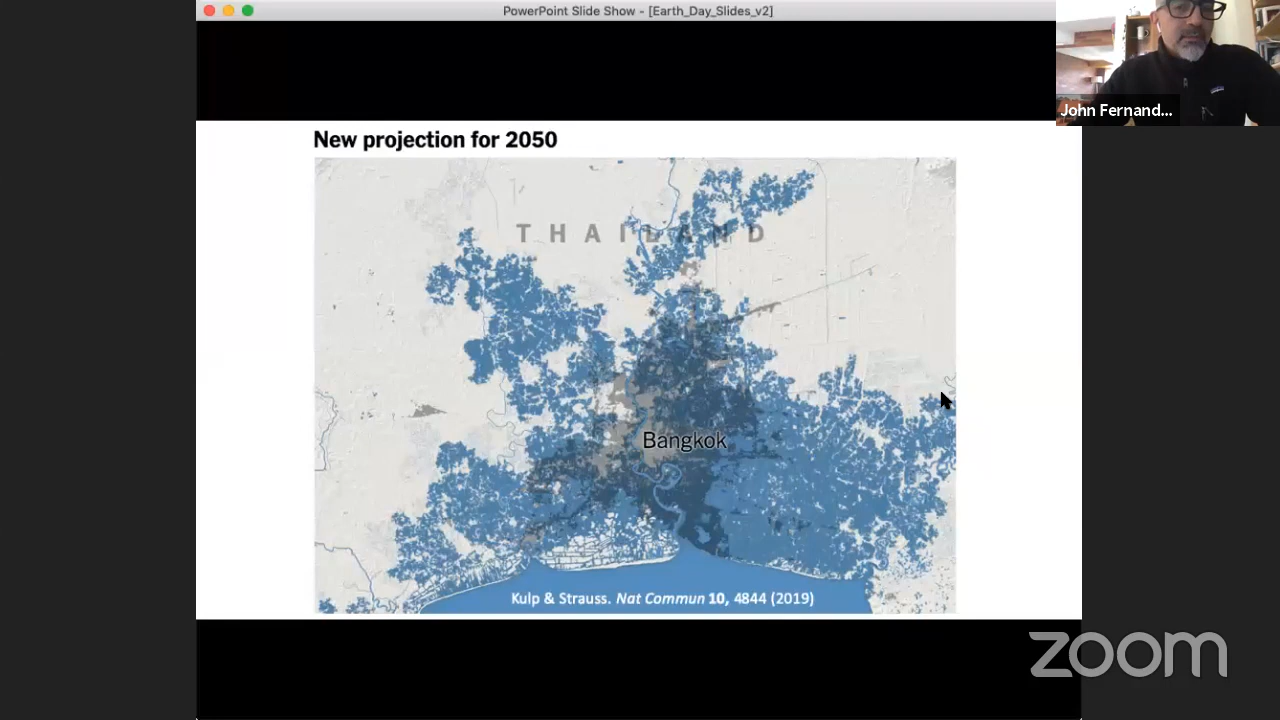 PowerPoint Slide Show - [Earth_Day_Slides_v2]
John Fernand...
New projection for 2050
THAILAND
Bangkok
Kulp & Strauss. Nat Commun 10, 4844 (2019)
zoom